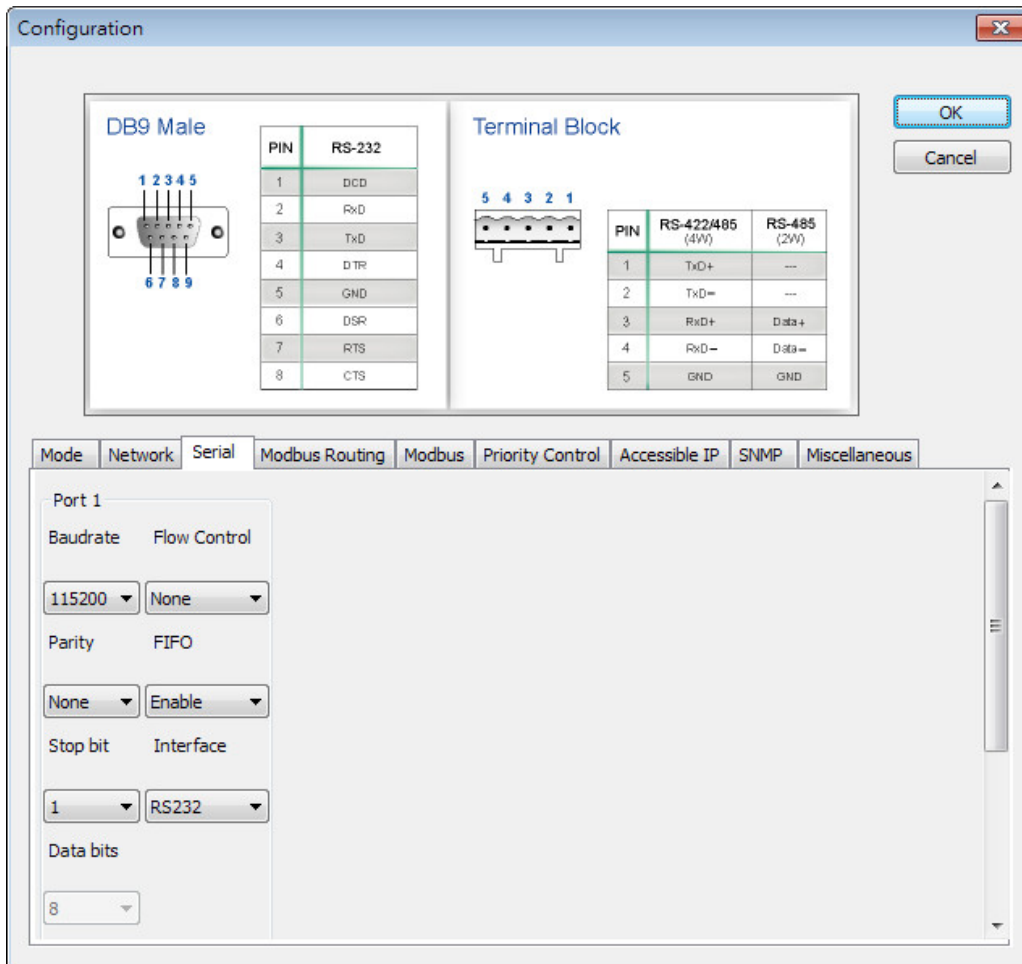 Configuration
OK
Cancel
DB9 Male
1 2 3 4 5
6 7 8 9
PIN RS-232
1 DCD
2 RxD
3 TxD
4 DTR
5 GND
6 DSR
7 RTS
8 CTS
Terminal Block
5 4 3 2 1
PIN RS-422/485 (4W) RS-485 (2W)
1 TxD+ ---
2 TxD- ---
3 RxD+ Data+
4 RxD- Data-
5 GND GND
Mode Network Serial Modbus Routing Modbus Priority Control Accessible IP SNMP Miscellaneous
Port 1
Baudrate Flow Control
115200 None
Parity FIFO
None Enable
Stop bit Interface
1 RS232
Data bits
8